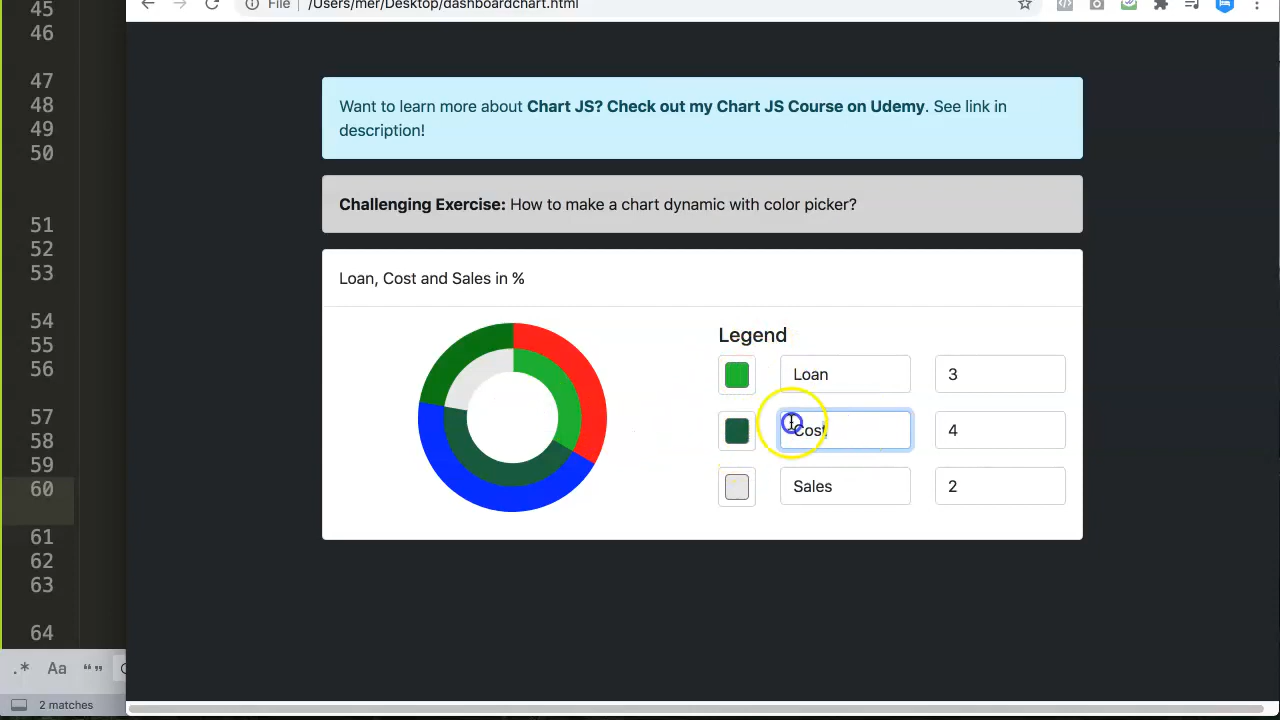 45
46
47
48
49
50
51
52
53
54
55
56
57
58
59
60
61
62
63
64
.* Aa “”
2 matches
File /Users/mer/Desktop/dashboardchart.html
Want to learn more about Chart JS? Check out my Chart JS Course on Udemy. See link in
description!
Challenging Exercise: How to make a chart dynamic with color picker?
Loan, Cost and Sales in %
Legend
Loan 3
Cost 4
Sales 2